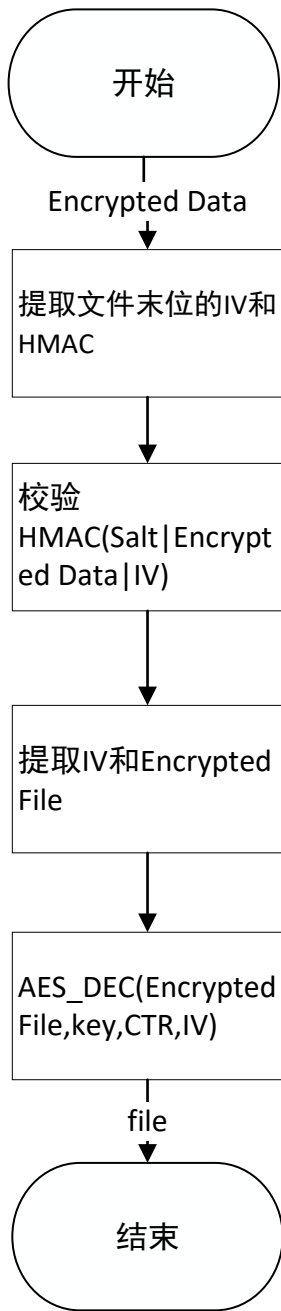 开始
Encrypted Data
提取文件末位的IV和
HMAC
校验
HMAC(Salt|Encrypt
ed Data|IV)
提取IV和Encrypted
File
AES_DEC(Encrypted
File,key,CTR,IV)
file
结束